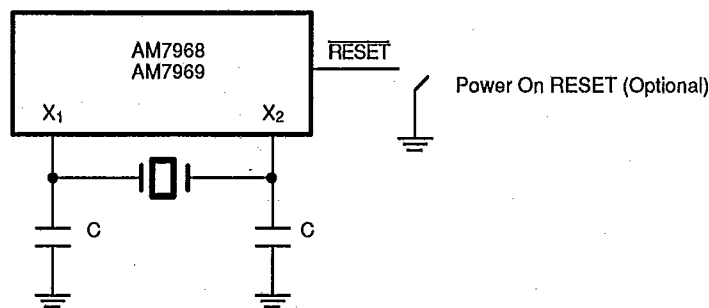 AM7968
AM7969
RESET
Power On RESET (Optional)
X₁
X₂
C
C